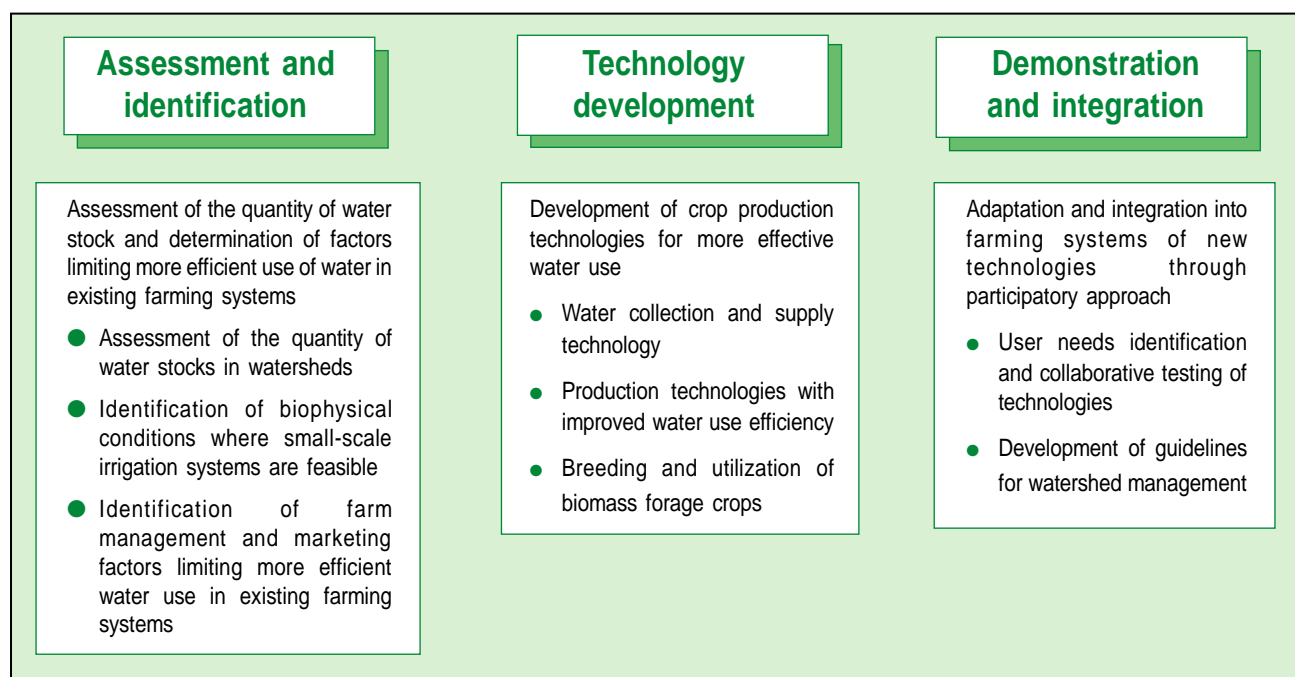 Assessment and
identification
Assessment of the quantity of water
stock and determination of factors
limiting more efficient use of water in
existing farming systems
● Assessment of the quantity of
water stocks in watersheds
● Identification of biophysical
conditions where small-scale
irrigation systems are feasible
● Identification of farm
management and marketing
factors limiting more efficient
water use in existing farming
systems
Technology
development
Development of crop production
technologies for more effective
water use
● Water collection and supply
technology
● Production technologies with
improved water use efficiency
● Breeding and utilization of
biomass forage crops
Demonstration
and integration
Adaptation and integration into
farming systems of new
technologies through
participatory approach
● User needs identification
and collaborative testing of
technologies
● Development of guidelines
for watershed management